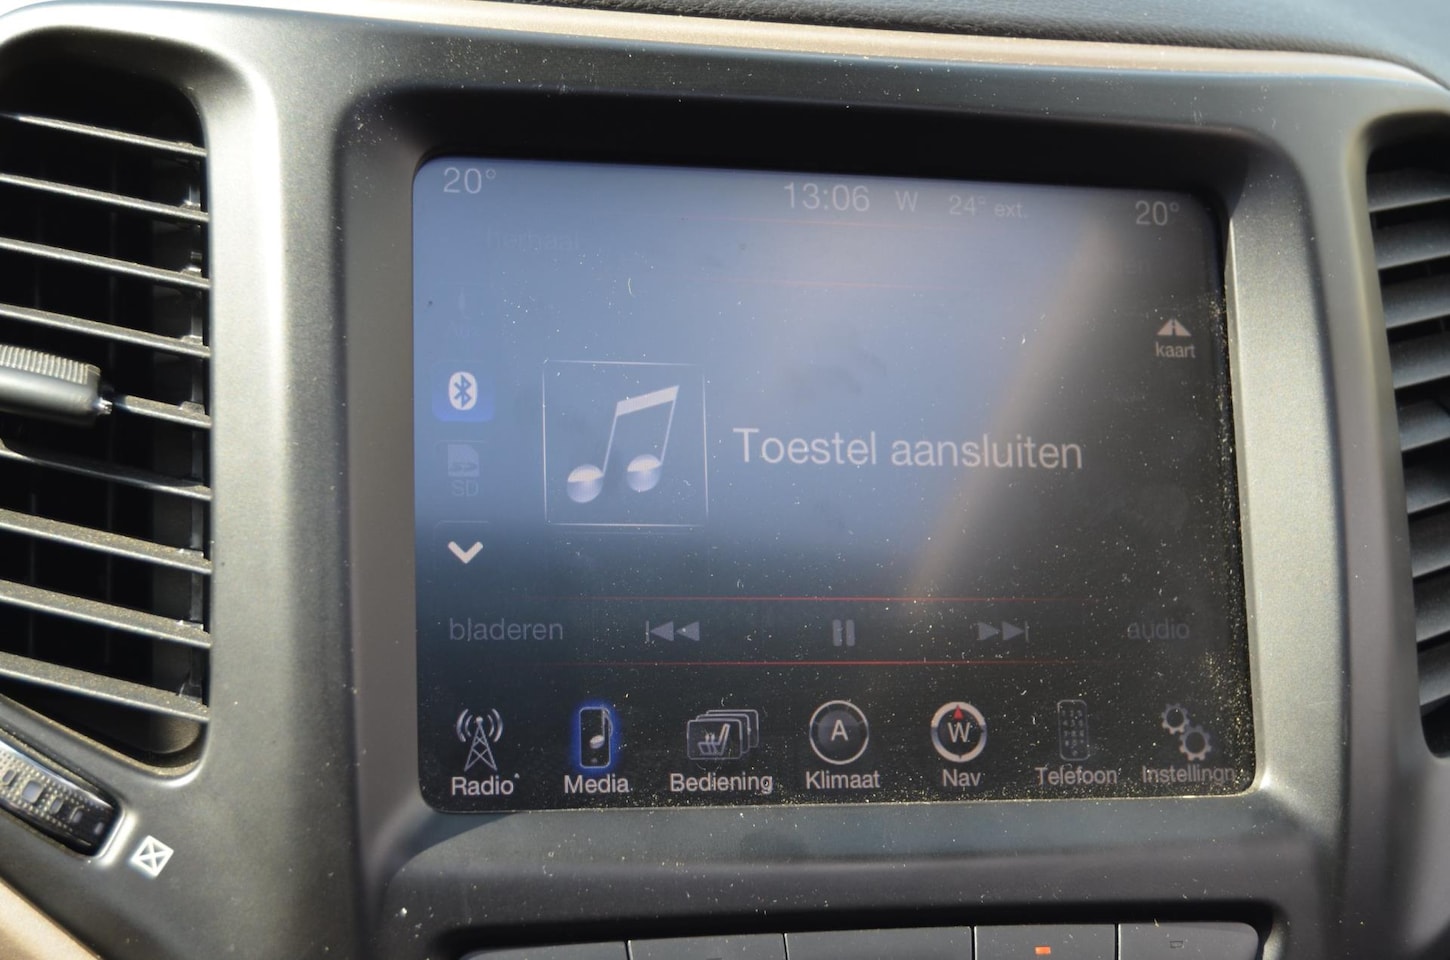 20° 13:06 W 24° ext. 20°
herhaal
kaart
SD
Toestel aansluiten
bladeren audio
A W
Radio Media Bediening Klimaat Nav Telefoon Instellingn